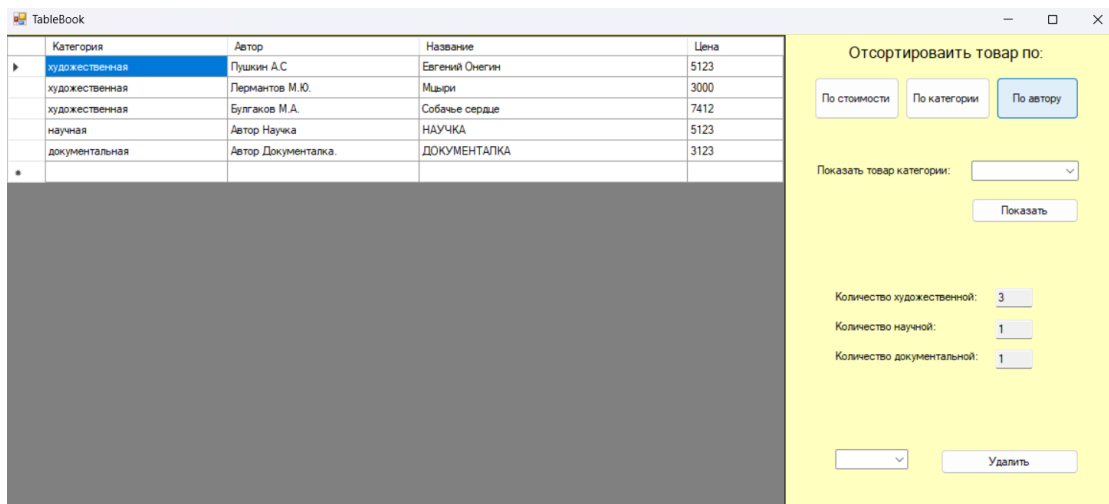 TableBook
Категория Автор Название Цена
художественная Пушкин А.С Евгений Онегин 5123
художественная Лермантов М.Ю. Мцыри 3000
художественная Булгаков М.А. Собачье сердце 7412
научная Автор Научка НАУЧКА 5123
документальная Автор Документалка. ДОКУМЕНТАЛКА 3123
Отсортироваить товар по:
По стоимости По категории По автору
Показать товар категории:
Показать
Количество художественной: 3
Количество научной: 1
Количество документальной: 1
Удалить